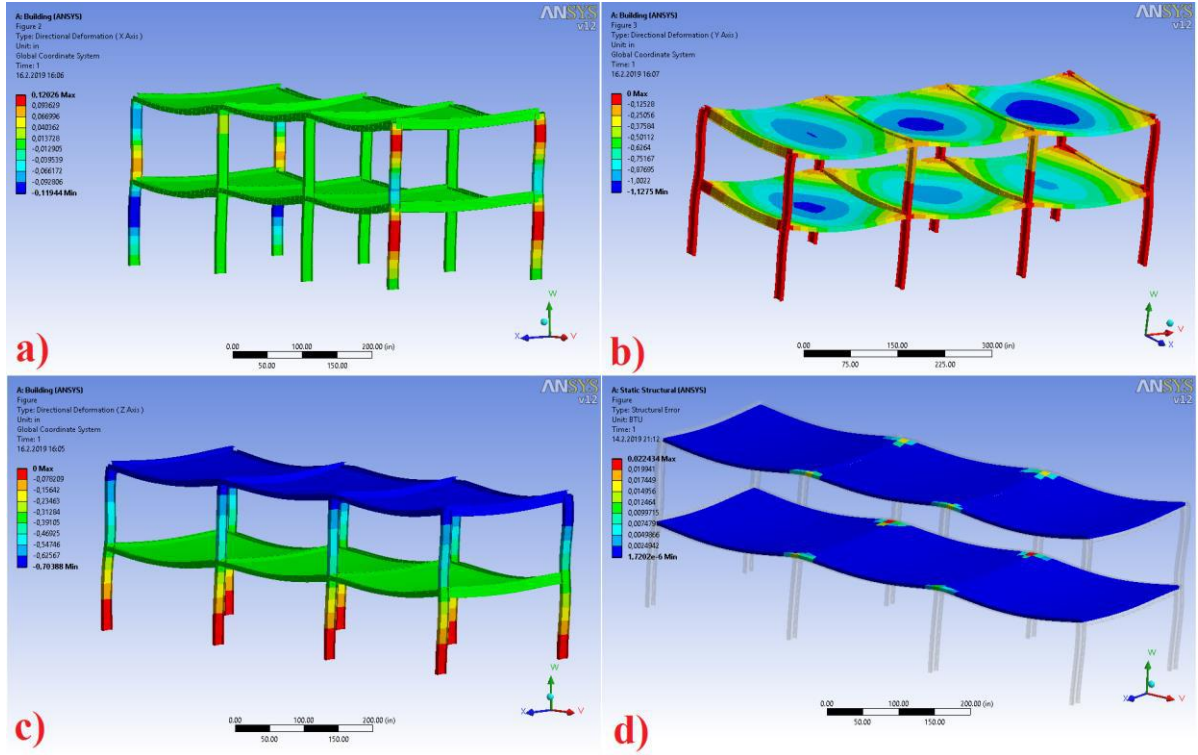 A: Building (ANSYS)
Figure 2
Type: Directional Deformation ( X Axis )
Unit: in
Global Coordinate System
Time: 1
16.2.2019 16:06
0,12026 Max
0,093629
0,066996
0,040362
0,013728
-0,012905
-0,039539
-0,066172
-0,092806
-0,11944 Min
ANSYS
v12
W
X
V
0.00
100.00
200.00 (in)
50.00
150.00
a)
A: Building (ANSYS)
Figure 3
Type: Directional Deformation ( Y Axis )
Unit: in
Global Coordinate System
Time: 1
16.2.2019 16:07
0 Max
-0,12528
-0,25056
-0,37584
-0,50112
-0,6264
-0,75167
-0,87695
-1,0022
-1,1275 Min
ANSYS
v12
W
V
X
0.00
150.00
300.00 (in)
75.00
225.00
b)
A: Building (ANSYS)
Figure
Type: Directional Deformation ( Z Axis )
Unit: in
Global Coordinate System
Time: 1
16.2.2019 16:05
0 Max
-0,078209
-0,15642
-0,23463
-0,31284
-0,39105
-0,46925
-0,54746
-0,62567
-0,70388 Min
ANSYS
v12
W
X
V
0.00
100.00
200.00 (in)
50.00
150.00
c)
A: Static Structural (ANSYS)
Figure
Type: Structural Error
Unit: BTU
Time: 1
14.2.2019 21:12
0,022434 Max
0,019941
0,017449
0,014956
0,012464
0,0099715
0,007479
0,0049866
0,0024942
1,7202e-6 Min
ANSYS
v12
W
X
V
0.00
100.00
200.00 (in)
50.00
150.00
d)